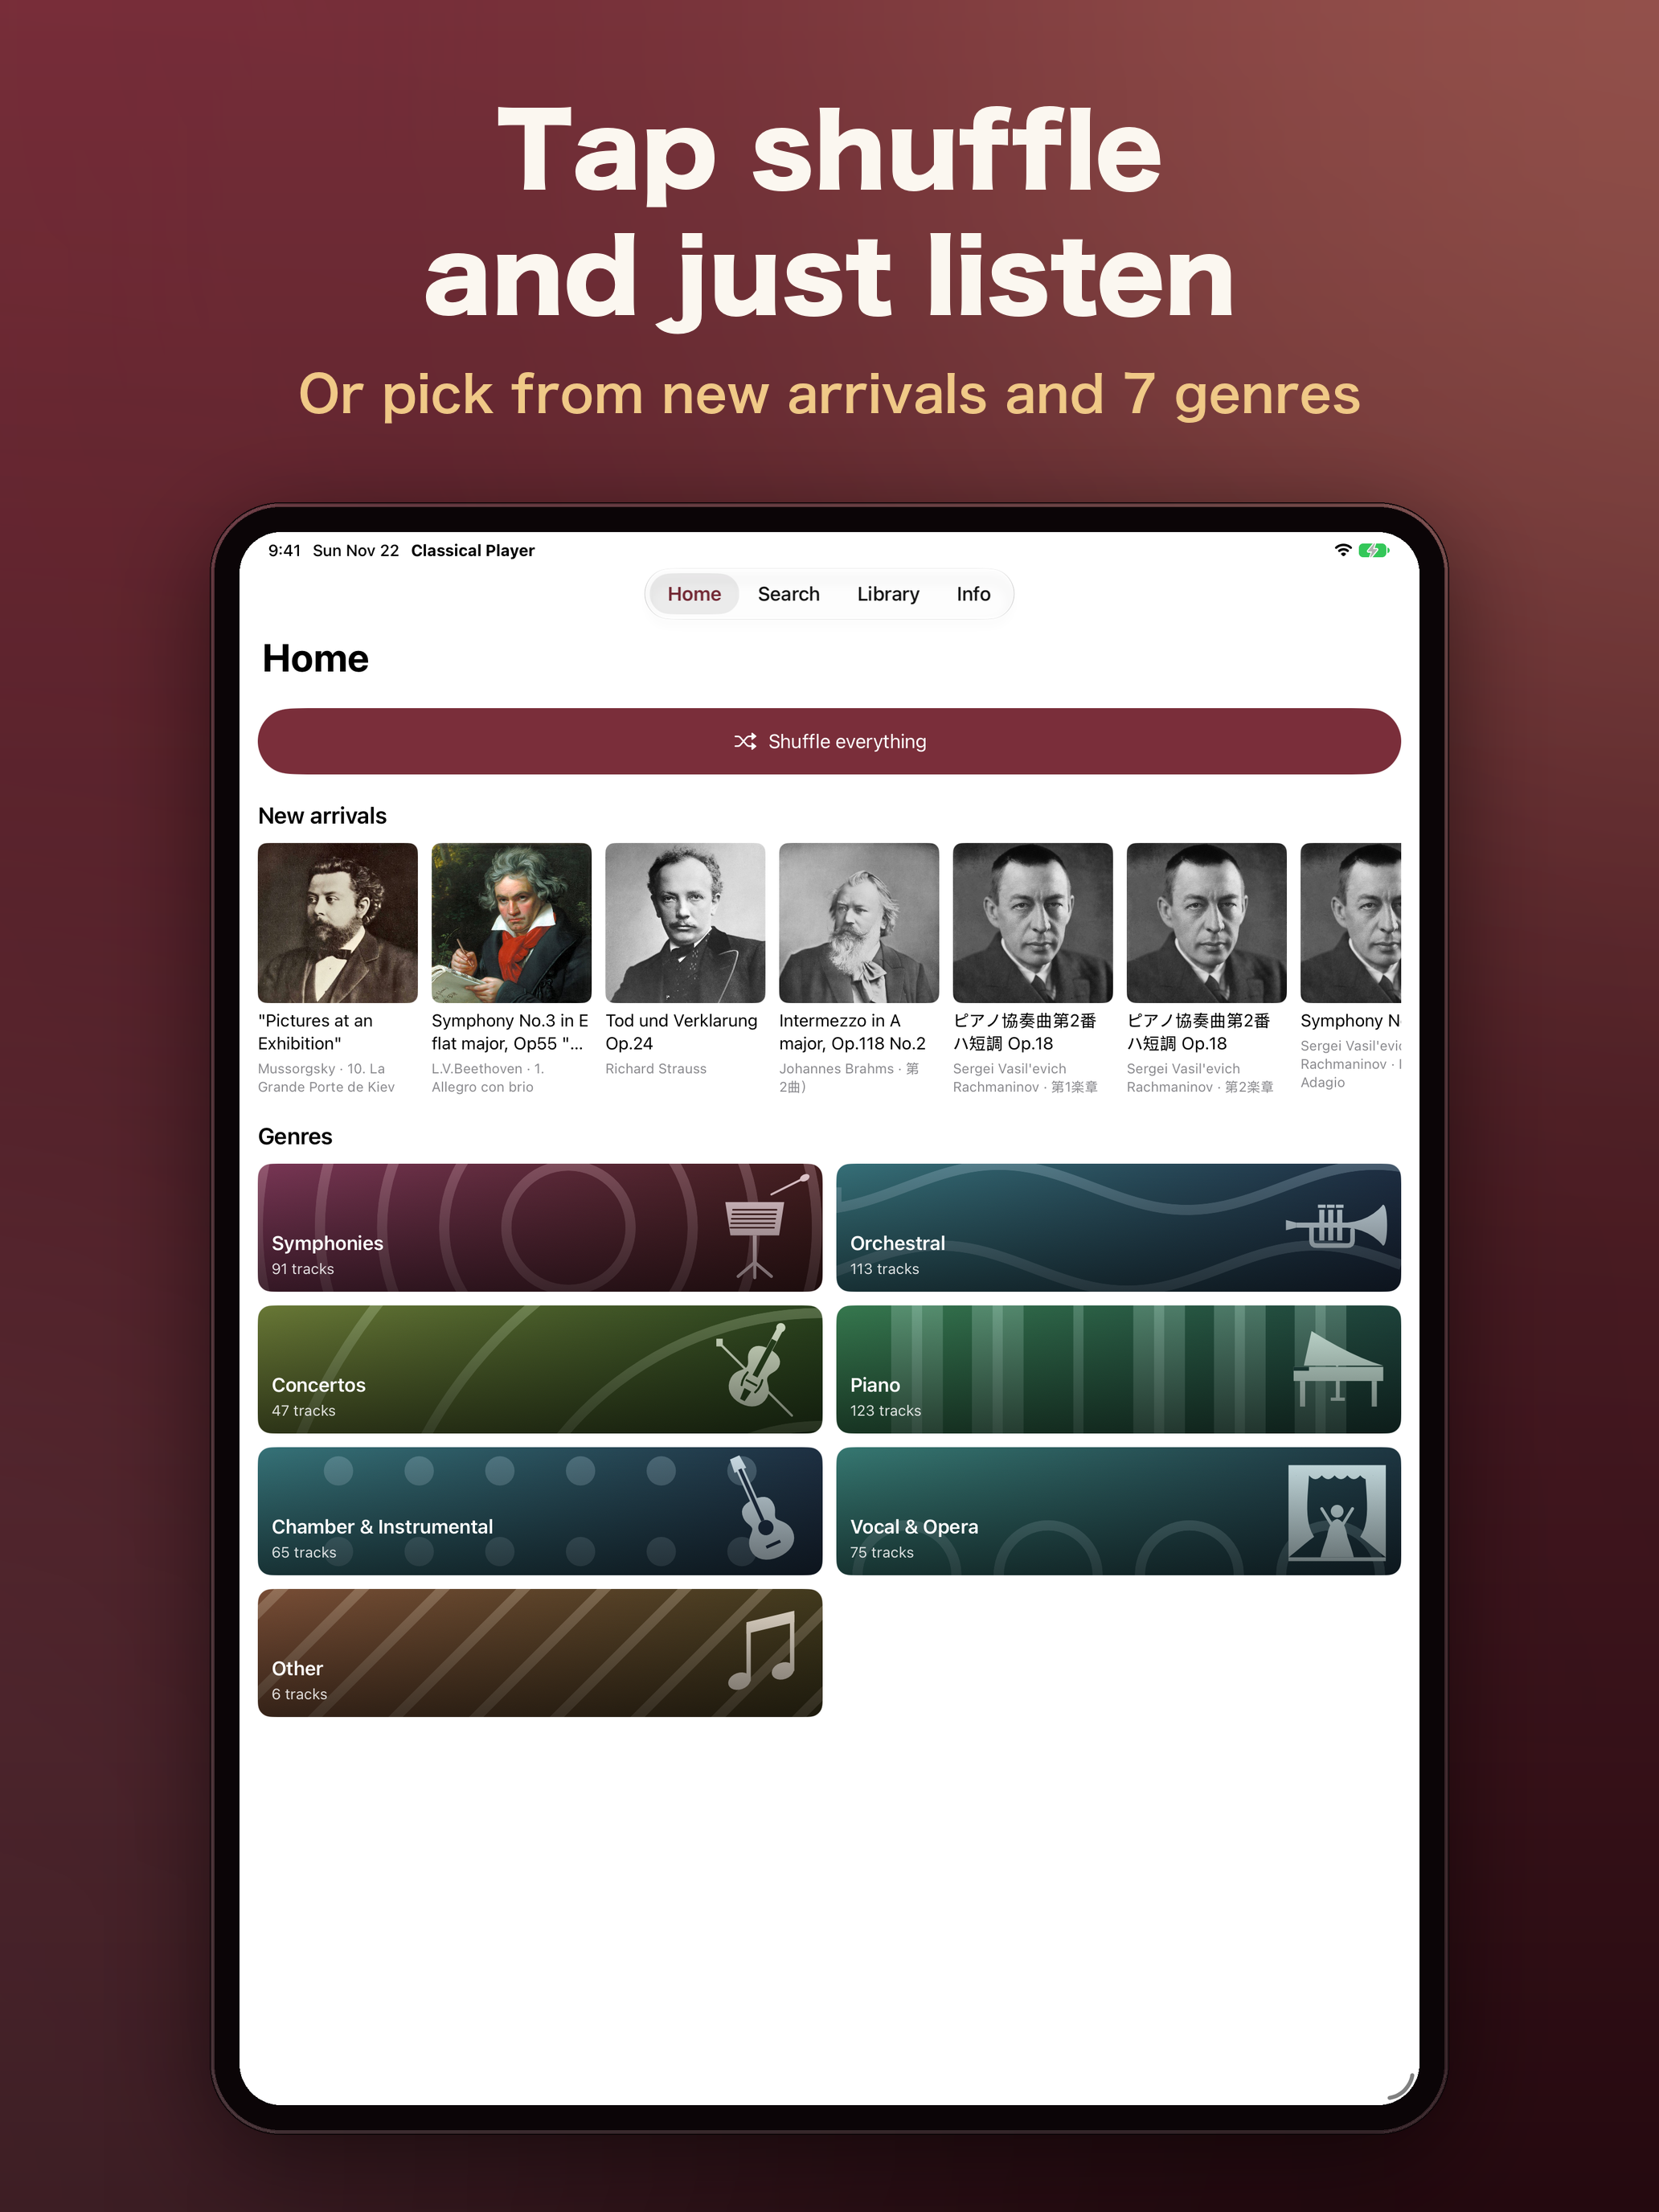 Tap shuffle
and just listen
Or pick from new arrivals and 7 genres
9:41 Sun Nov 22 Classical Player
Home Search Library Info
Home
Shuffle everything
New arrivals
"Pictures at an
Exhibition"
Mussorgsky · 10. La
Grande Porte de Kiev
Symphony No.3 in E
flat major, Op55 "...
L.V.Beethoven · 1.
Allegro con brio
Tod und Verklarung
Op.24
Richard Strauss
Intermezzo in A
major, Op.118 No.2
Johannes Brahms · 第
2曲)
ピアノ協奏曲第2番
ハ短調 Op.18
Sergei Vasil'evich
Rachmaninov · 第1楽章
ピアノ協奏曲第2番
ハ短調 Op.18
Sergei Vasil'evich
Rachmaninov · 第2楽章
Symphony N
Sergei Vasil'evic
Rachmaninov ·
Adagio
Genres
Symphonies
91 tracks
Orchestral
113 tracks
Concertos
47 tracks
Piano
123 tracks
Chamber & Instrumental
65 tracks
Vocal & Opera
75 tracks
Other
6 tracks